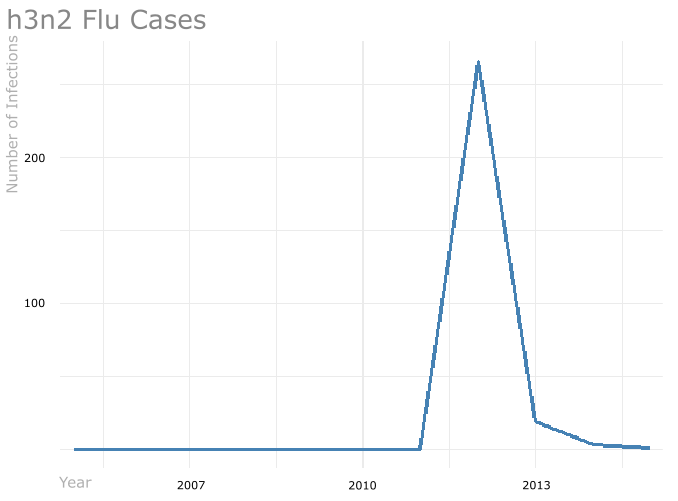 h3n2 Flu Cases
Number of Infections
200
100
Year
2007
2010
2013